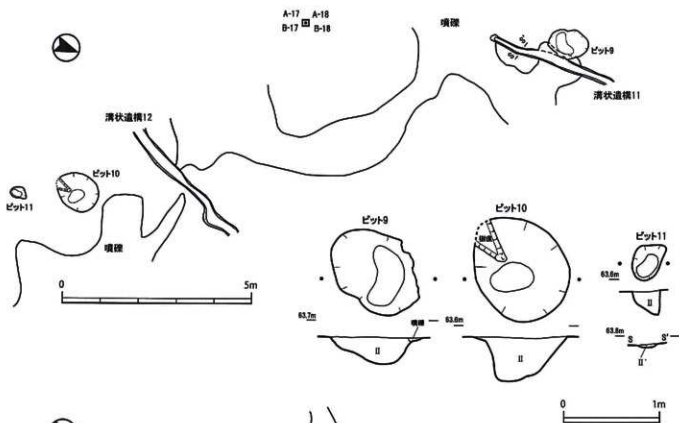 A-17 A-18
B-17 B-18
噴礫
ピット9
溝状遺構11
溝状遺構12
ピット10
ピット11
噴礫
0 5m
ピット9
ピット10
ピット11
63.7m
噴礫
63.6m
63.6m
II
II
II
63.8m
S S'
II'
0 1m